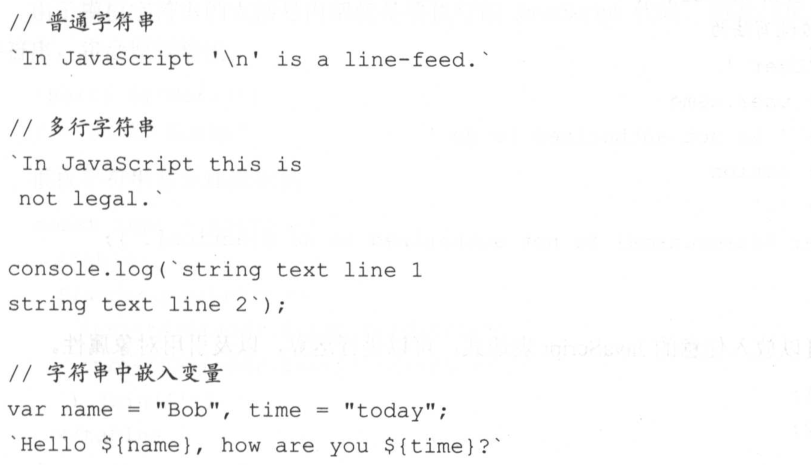 // 普通字符串
`In JavaScript '\n' is a line-feed.`
// 多行字符串
`In JavaScript this is
 not legal.`
console.log(`string text line 1
string text line 2`);
// 字符串中嵌入变量
var name = "Bob", time = "today";
`Hello ${name}, how are you ${time}?`